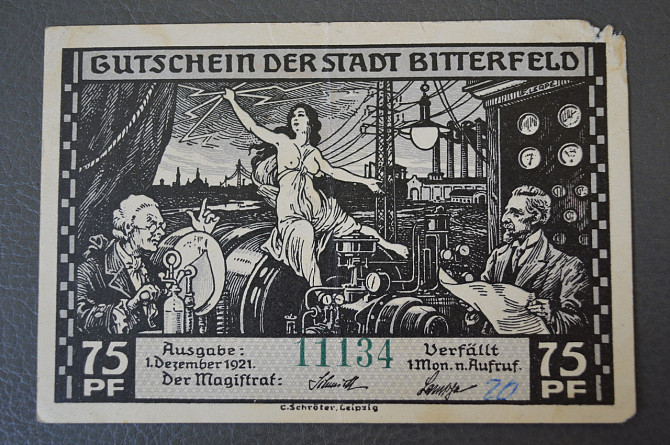 GUTSCHEIN DER STADT BITTERFELD
75 PF
Ausgabe:
1. Dezember 1921.
Der Magistrat:
11134
Verfällt
1 Mon. n. Aufruf.
75 PF
20
C. Schröter, Leipzig